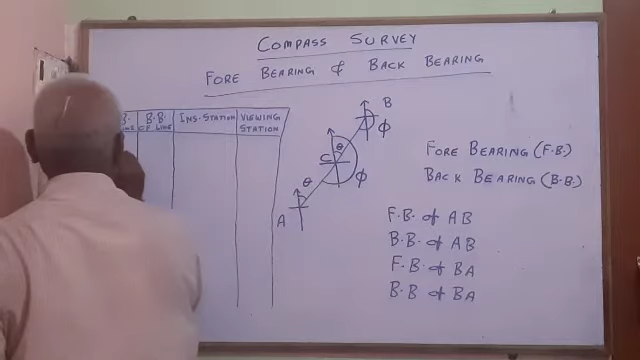 COMPASS SURVEY
FORE BEARING & BACK BEARING
B.B. OF LINE
INS. STATION
VIEWING STATION
B
ϕ
θ
C
ϕ
θ
A
FORE BEARING (F.B.)
BACK BEARING (B.B.)
F.B. of AB
B.B. of AB
F.B. of BA
B.B of BA